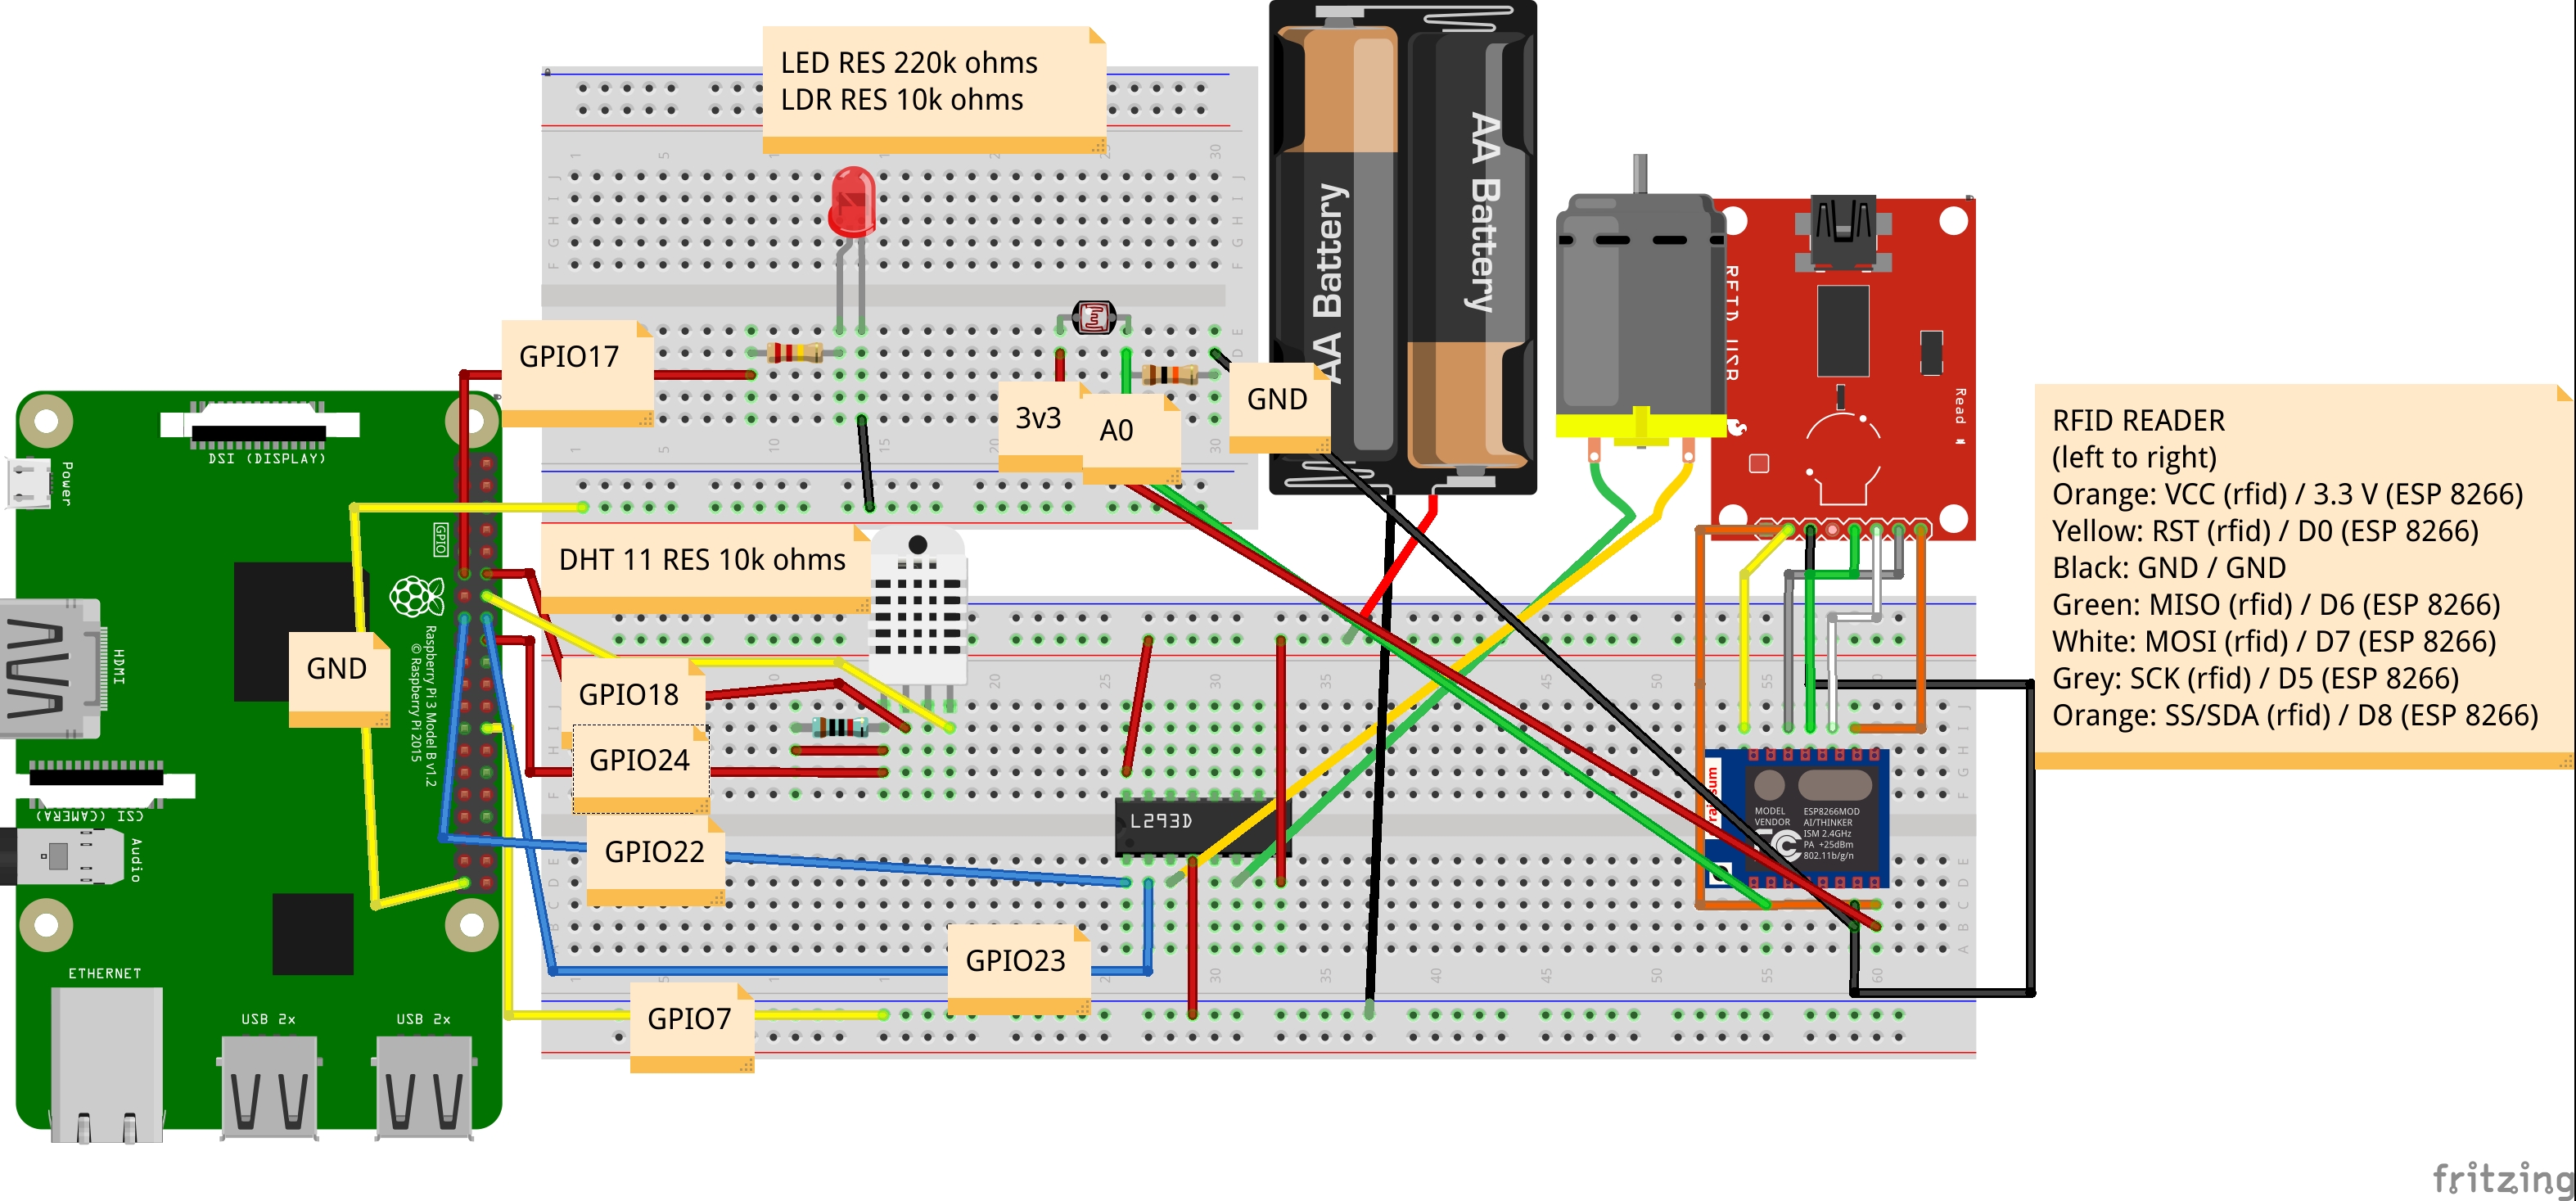 LED RES 220k ohms
LDR RES 10k ohms
AA Battery
AA Battery
RFID USB
Read
GPIO17
3v3
A0
GND
RFID READER
(left to right)
Orange: VCC (rfid) / 3.3 V (ESP 8266)
Yellow: RST (rfid) / D0 (ESP 8266)
Black: GND / GND
Green: MISO (rfid) / D6 (ESP 8266)
White: MOSI (rfid) / D7 (ESP 8266)
Grey: SCK (rfid) / D5 (ESP 8266)
Orange: SS/SDA (rfid) / D8 (ESP 8266)
DSI (DISPLAY)
Power
GPIO
DHT 11 RES 10k ohms
HDMI
Raspberry Pi 3 Model B v1.2
© Raspberry Pi 2015
GND
GPIO18
GPIO24
GPIO22
L293D
MODEL
VENDOR
ESP8266MOD
AI/THINKER
ISM 2.4GHz
PA +25dBm
802.11b/g/n
CSI (CAMERA)
Audio
GPIO23
ETHERNET
USB 2x
USB 2x
GPIO7
fritzing